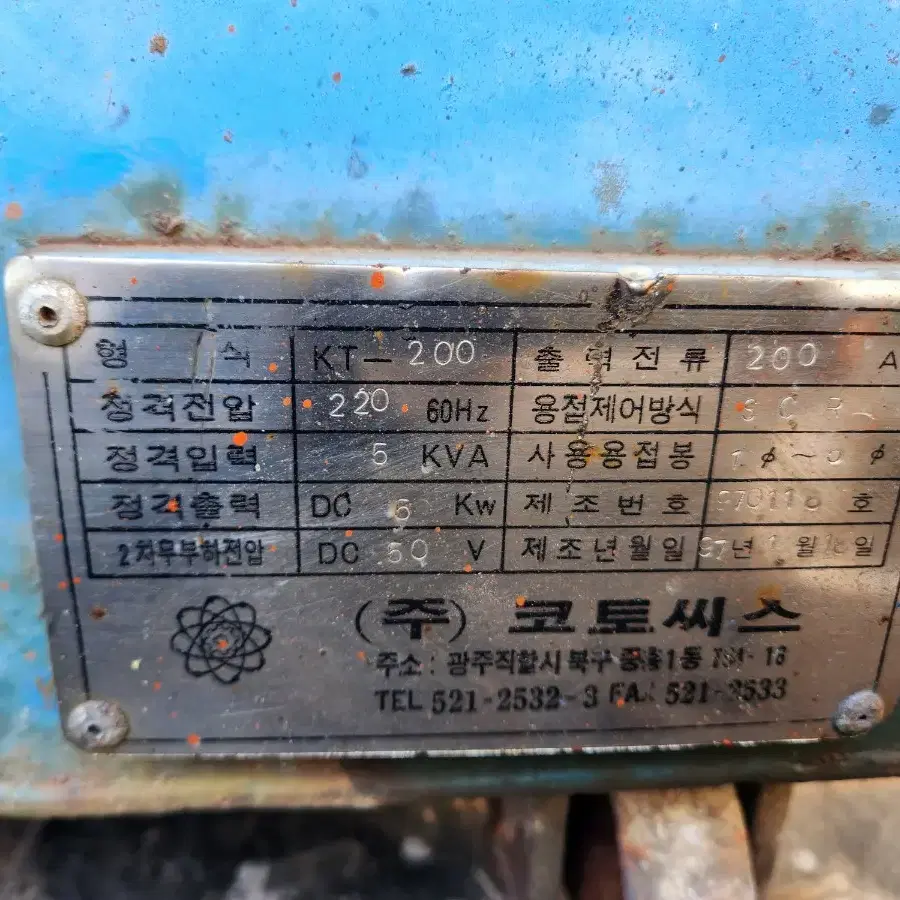 형 식 KT-200 출력전류 200 A
정격전압 220 60Hz 용접제어방식 SCR
정격입력 5 KVA 사용용접봉
정격출력 DC 6 Kw 제조번호 호
2차무부하전압 DC 50 V 제조년월일 97년 월 일
(주) 코토씨스
주소: 광주직할시 북구
TEL 521-2532-3 FAX: 521-2533